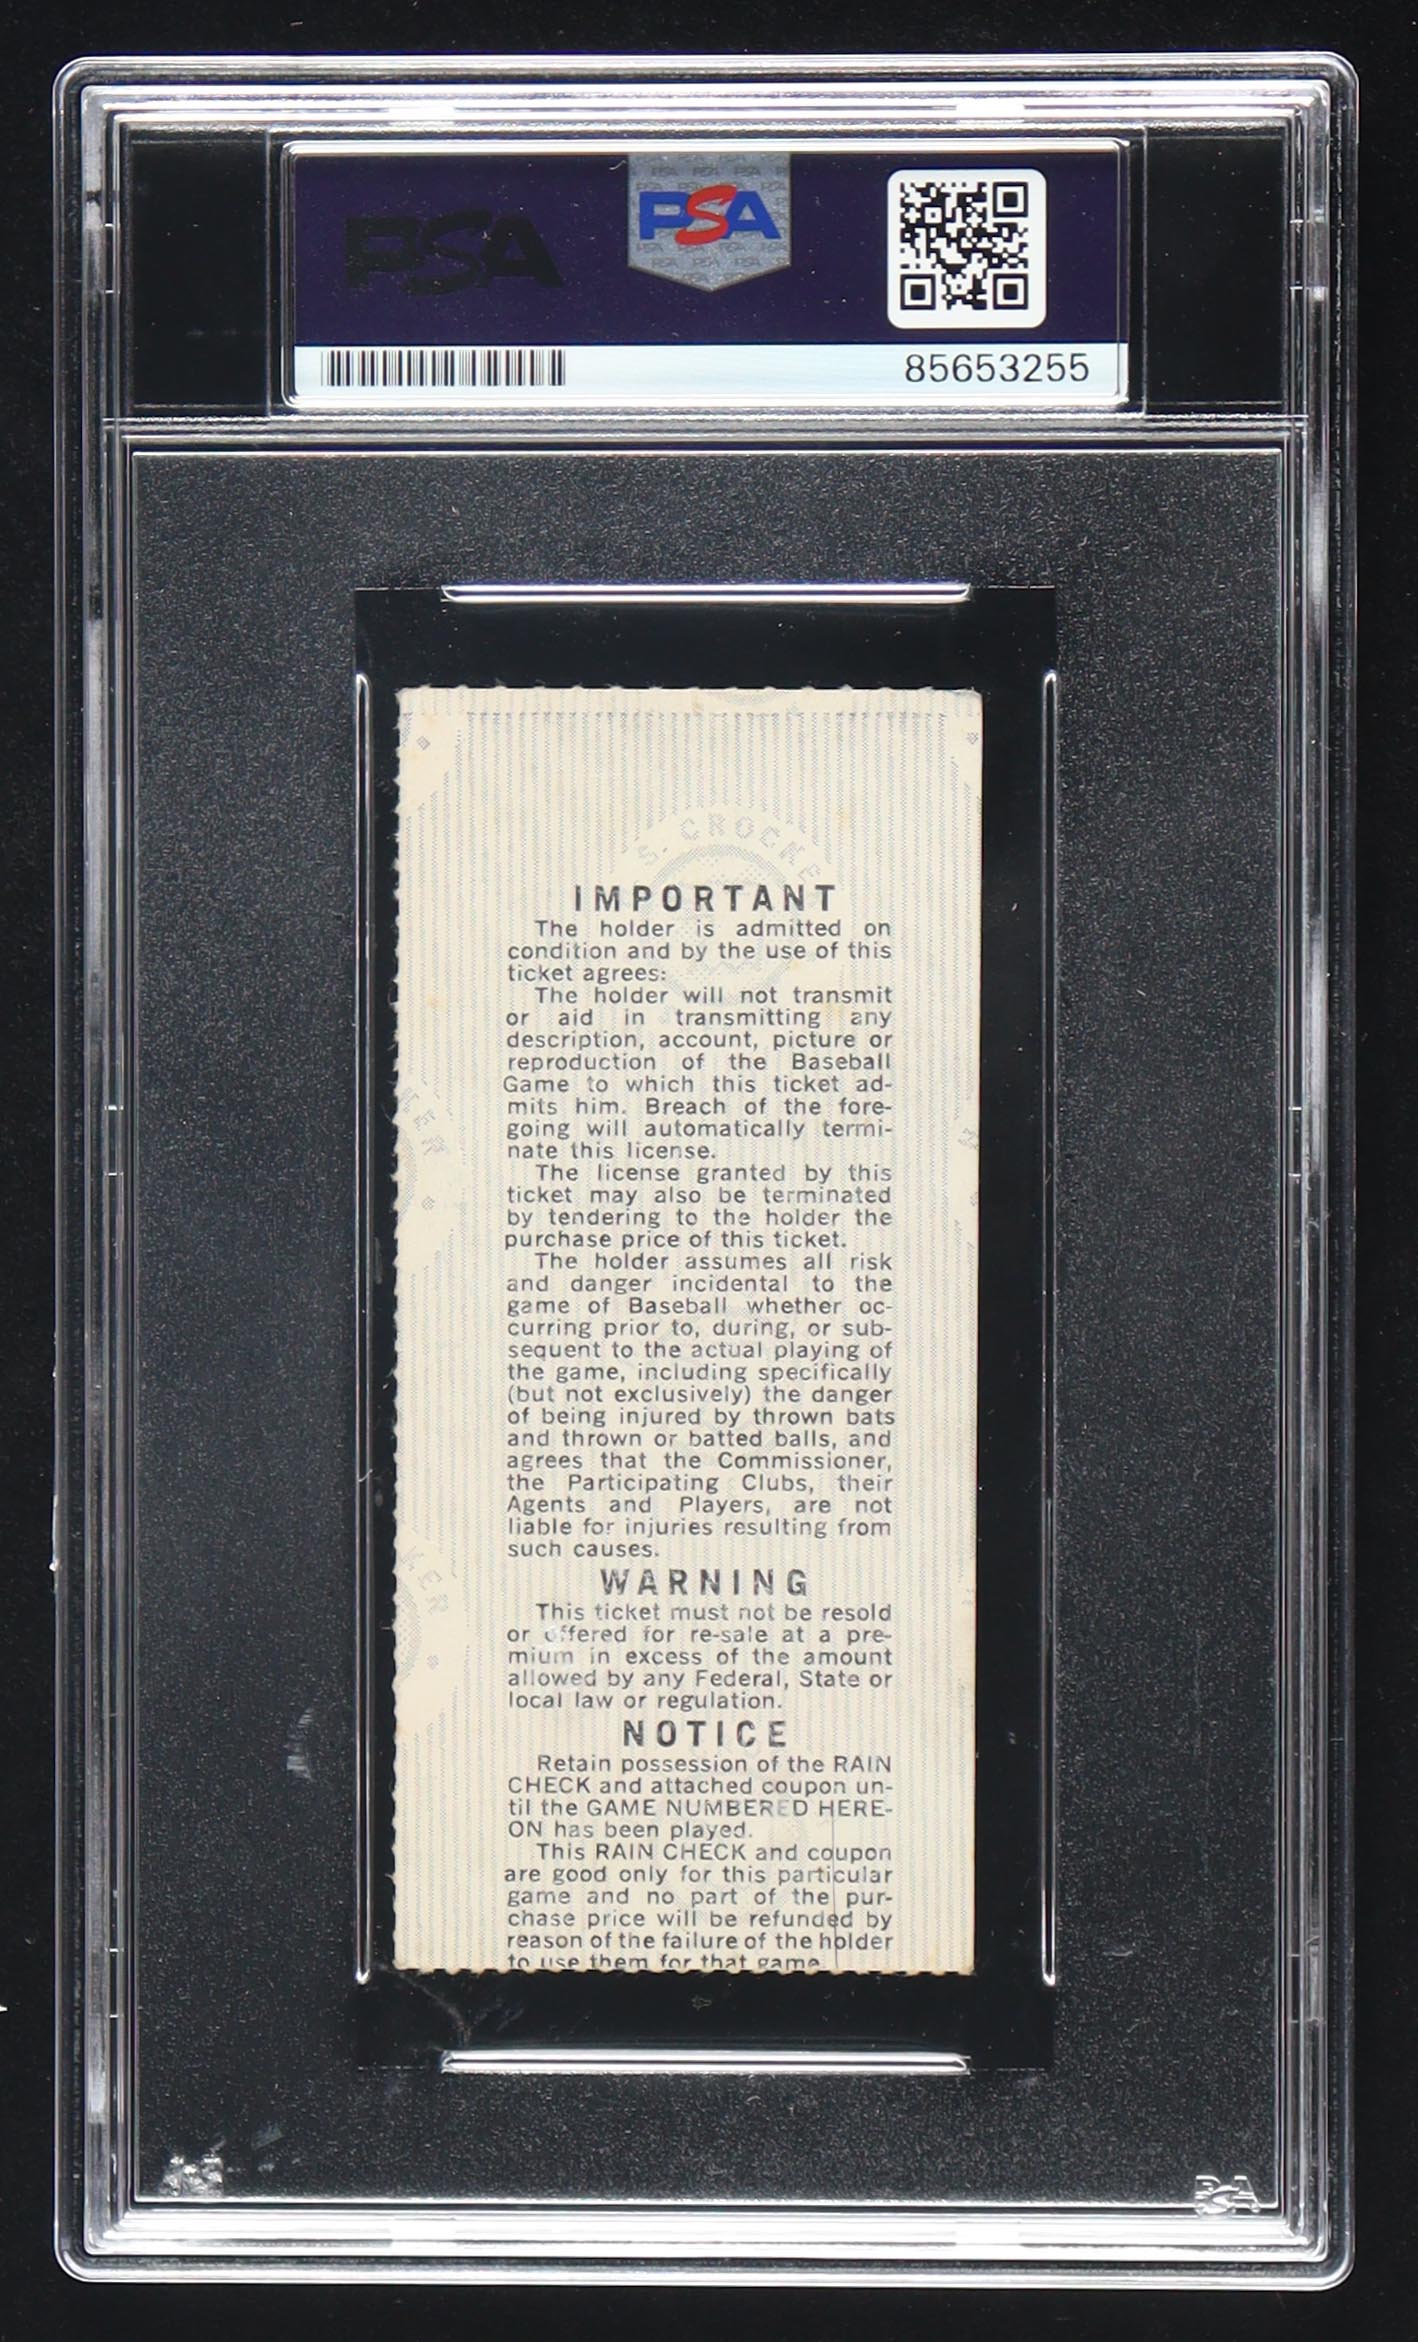 PSA
PSA
85653255
S. CROCKE
IMPORTANT
The holder is admitted on
condition and by the use of this
ticket agrees:
The holder will not transmit
or aid in transmitting any
description, account, picture or
reproduction of the Baseball
Game to which this ticket ad-
mits him. Breach of the fore-
going will automatically termi-
nate this license.
The license granted by this
ticket may also be terminated
by tendering to the holder the
purchase price of this ticket.
The holder assumes all risk
and danger incidental to the
game of Baseball whether oc-
curring prior to, during, or sub-
sequent to the actual playing of
the game, including specifically
(but not exclusively) the danger
of being injured by thrown bats
and thrown or batted balls, and
agrees that the Commissioner,
the Participating Clubs, their
Agents and Players, are not
liable for injuries resulting from
such causes.
WARNING
This ticket must not be resold
or offered for re-sale at a pre-
mium in excess of the amount
allowed by any Federal, State or
local law or regulation.
NOTICE
Retain possession of the RAIN
CHECK and attached coupon un-
til the GAME NUMBERED HERE-
ON has been played.
This RAIN CHECK and coupon
are good only for this particular
game and no part of the pur-
chase price will be refunded by
reason of the failure of the holder
to use them for that game.
PSA